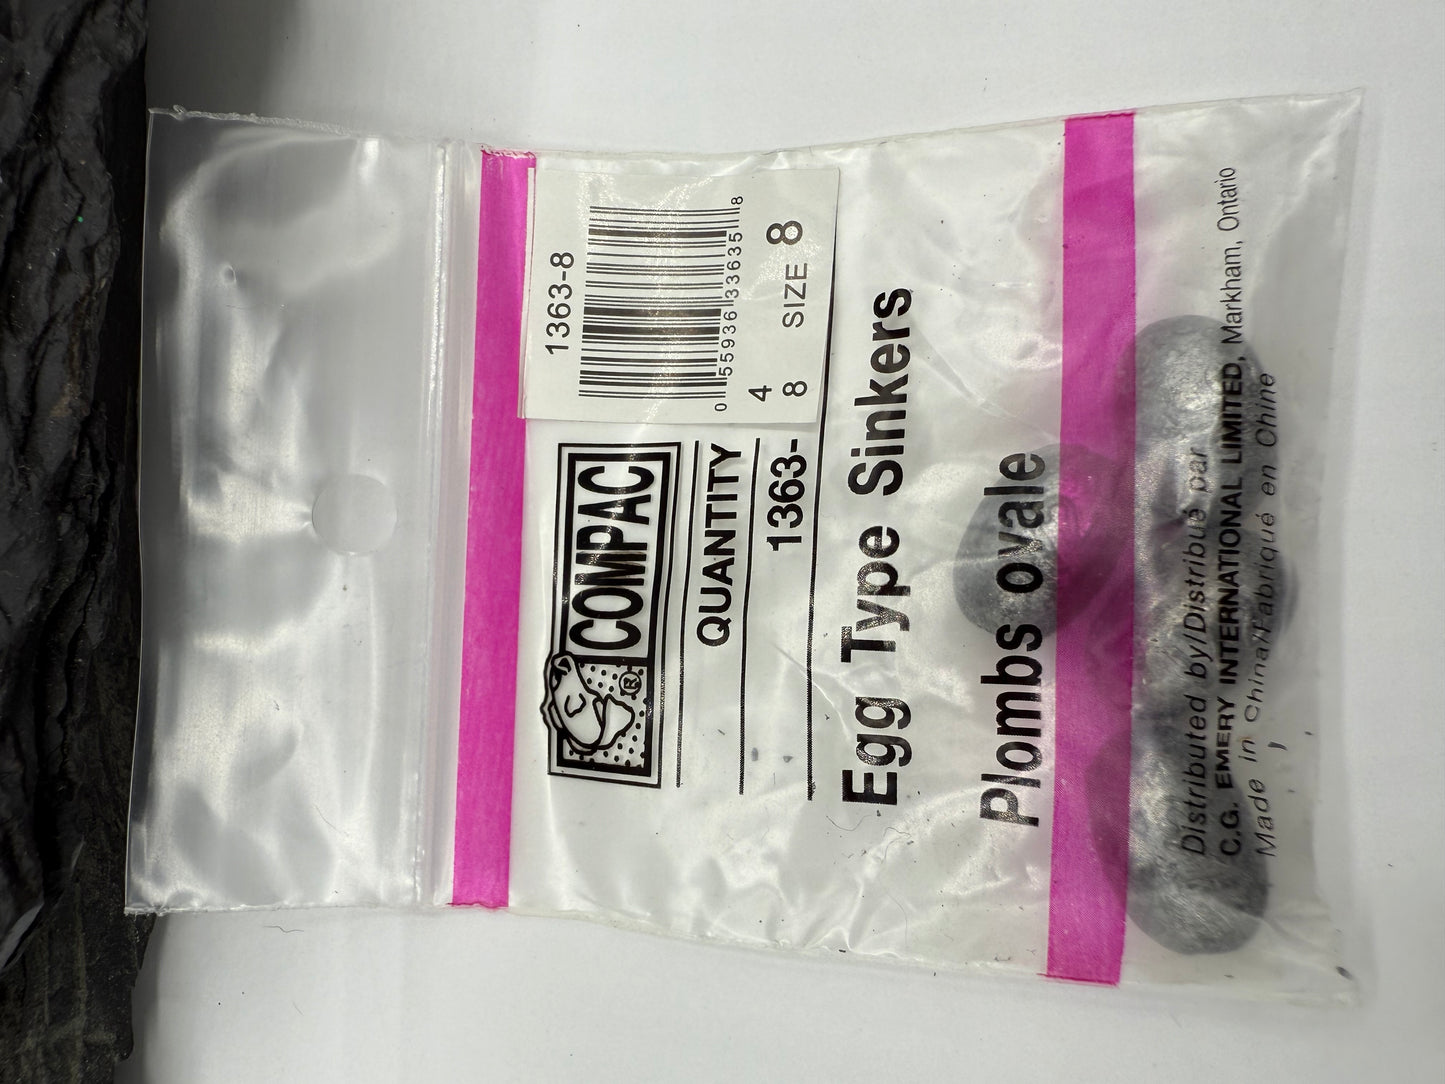 1363-8
0 55936 33635 8
4
8 SIZE 8
COMPAC
®
QUANTITY
1363-
Egg Type Sinkers
Plombs ovale
Distributed by/Distribué par
C.G. EMERY INTERNATIONAL LIMITED, Markham, Ontario
Made in China/Fabriqué en Chine